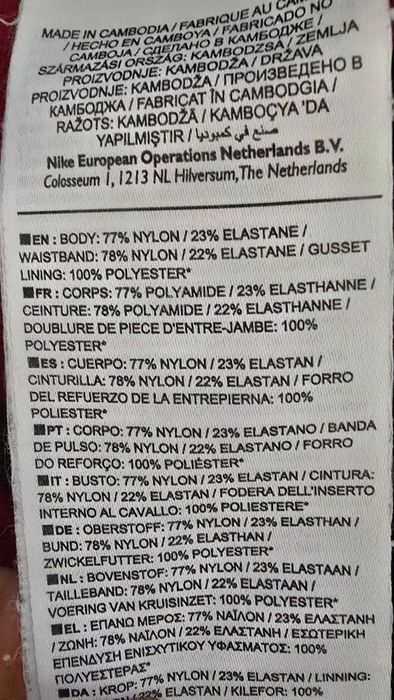 MADE IN CAMBODIA / FABRIQUE AU
/ HECHO EN CAMBOYA / FABRICADO NO
CAMBOJA / СДЕЛАНО В КАМБОДЖЕ /
SZÁRMAZÁSI ORSZÁG: KAMBODZSA / ZEMLJA
PROIZVODNJE: KAMBODŽA / DRŽAVA
PROIZVODNJE: KAMBODŽA / ПРОИЗВЕДЕНО В
КАМБОДЖА / FABRICAT ÎN CAMBODGIA /
RAŽOTS: KAMBODŽĀ / KAMBOÇYA 'DA
YAPILMIŞTIR / صنع في كمبوديا
Nike European Operations Netherlands B.V.
Colosseum 1, 1213 NL Hilversum, The Netherlands
EN : BODY: 77% NYLON / 23% ELASTANE /
WAISTBAND: 78% NYLON / 22% ELASTANE / GUSSET
LINING: 100% POLYESTER*
FR : CORPS: 77% POLYAMIDE / 23% ELASTHANNE /
CEINTURE: 78% POLYAMIDE / 22% ELASTHANNE /
DOUBLURE DE PIECE D'ENTRE-JAMBE: 100%
POLYESTER*
ES : CUERPO: 77% NYLON / 23% ELASTAN /
CINTURILLA: 78% NYLON / 22% ELASTAN / FORRO
DEL REFUERZO DE LA ENTREPIERNA: 100%
POLIESTER*
PT : CORPO: 77% NYLON / 23% ELASTANO / BANDA
DE PULSO: 78% NYLON / 22% ELASTANO / FORRO
DO REFORÇO: 100% POLIÉSTER*
IT : BUSTO: 77% NYLON / 23% ELASTAN / CINTURA:
78% NYLON / 22% ELASTAN / FODERA DELL'INSERTO
INTERNO AL CAVALLO: 100% POLIESTERE*
DE : OBERSTOFF: 77% NYLON / 23% ELASTHAN /
BUND: 78% NYLON / 22% ELASTHAN /
ZWICKELFUTTER: 100% POLYESTER*
NL : BOVENSTOF: 77% NYLON / 23% ELASTAAN /
TAILLEBAND: 78% NYLON / 22% ELASTAAN /
VOERING VAN KRUISINZET: 100% POLYESTER*
EL : ΕΠΑΝΩ ΜΕΡΟΣ: 77% ΝΑΪΛΟΝ / 23% ΕΛΑΣΤΑΝΗ
/ ΖΩΝΗ: 78% ΝΑΪΛΟΝ / 22% ΕΛΑΣΤΑΝΗ / ΕΣΩΤΕΡΙΚΗ
ΕΠΕΝΔΥΣΗ ΕΝΙΣΧΥΤΙΚΟΥ ΥΦΑΣΜΑΤΟΣ: 100%
ΠΟΛΥΕΣΤΕΡΑΣ*
DA : KROP: 77% NYLON / 23% ELASTAN / LINNING:
22% ELASTAN / KILEFOR: 100%